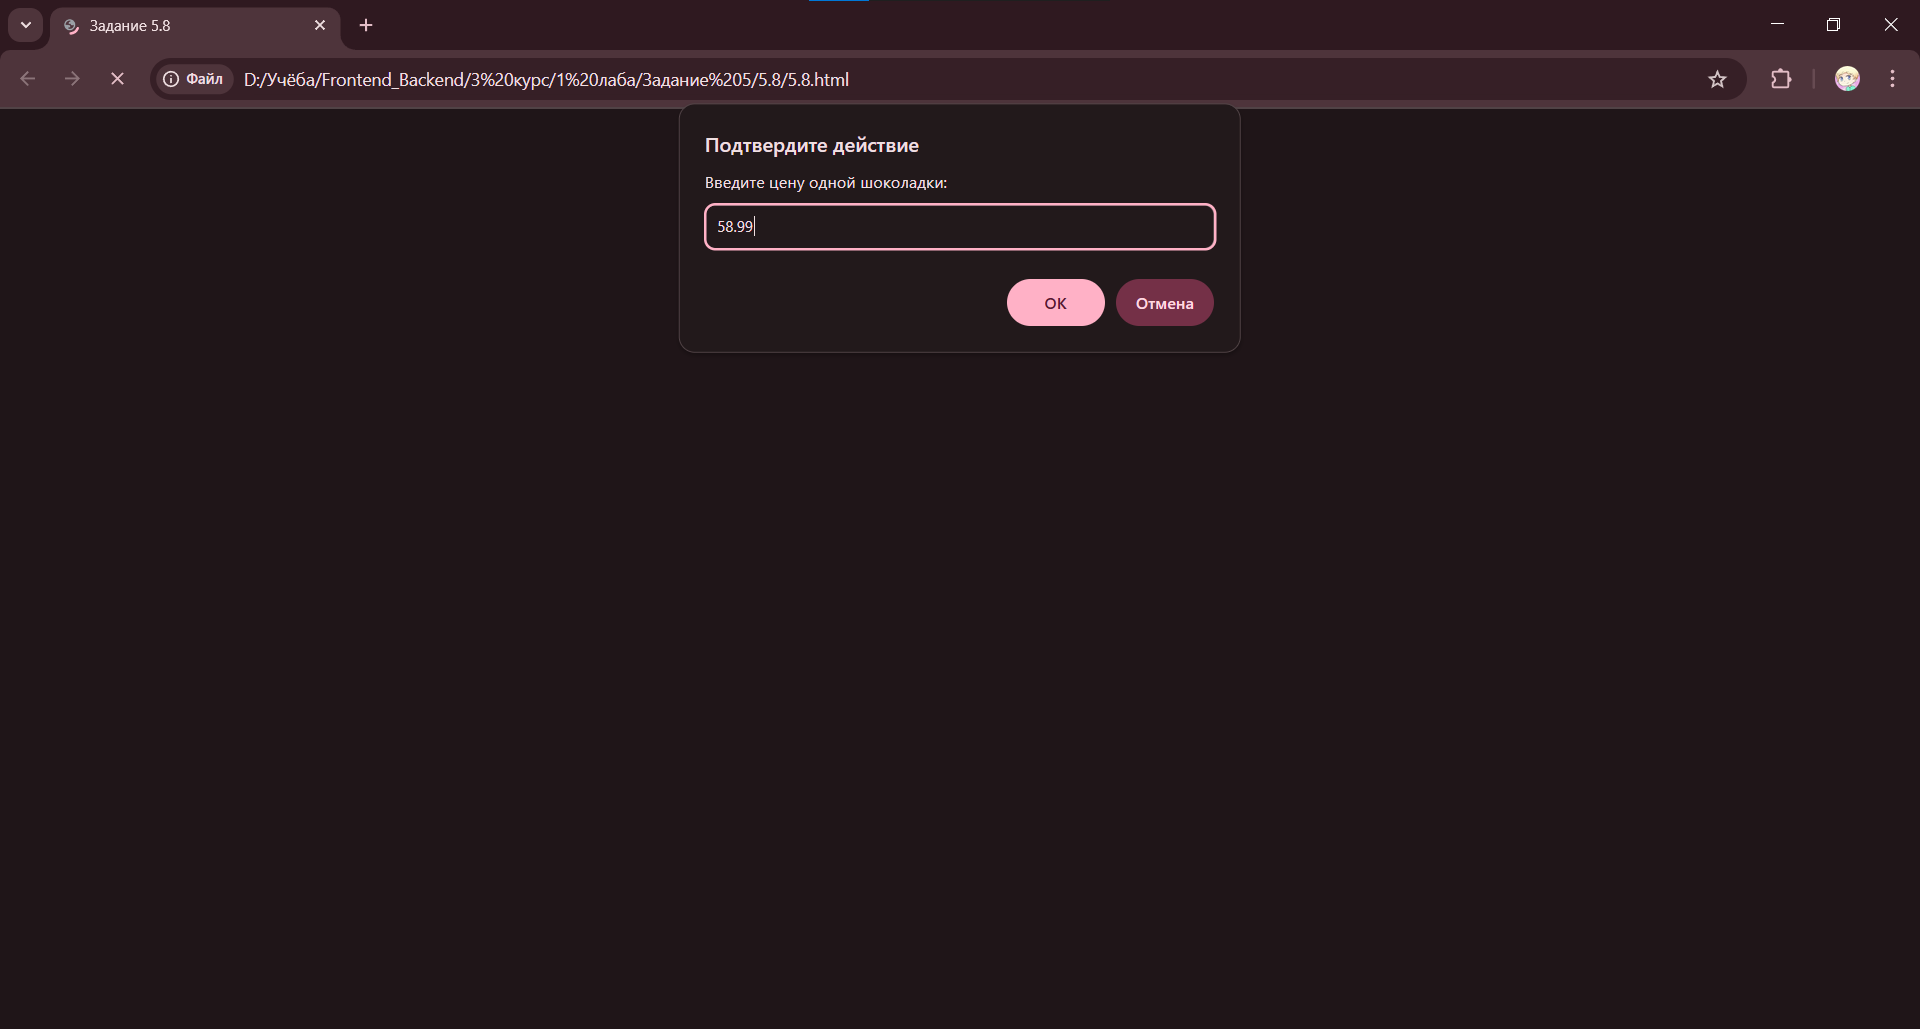 Задание 5.8
Файл
D:/Учёба/Frontend_Backend/3%20курс/1%20лаба/Задание%205/5.8/5.8.html
Подтвердите действие
Введите цену одной шоколадки:
58.99
ОК
Отмена